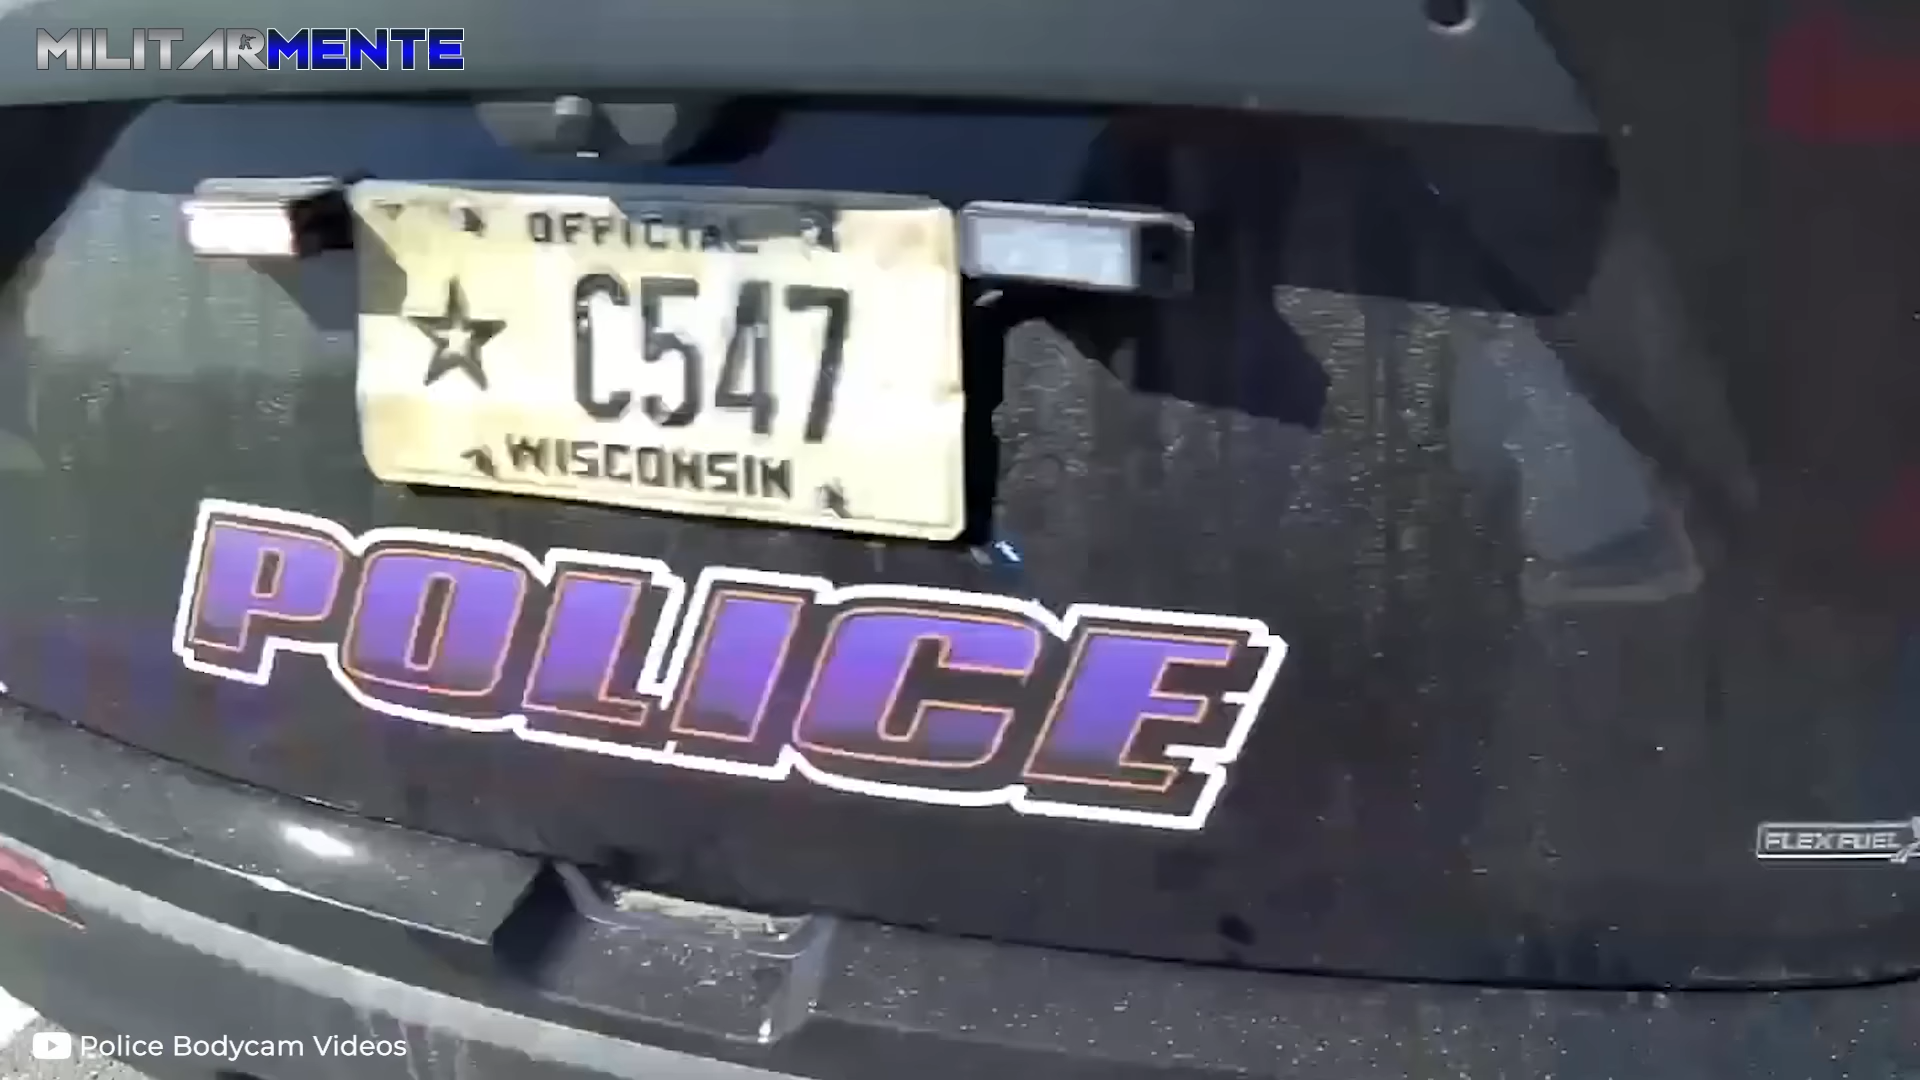 MILITARMENTE
OFFICIAL
C547
WISCONSIN
POLICE
FLEX FUEL
Police Bodycam Videos